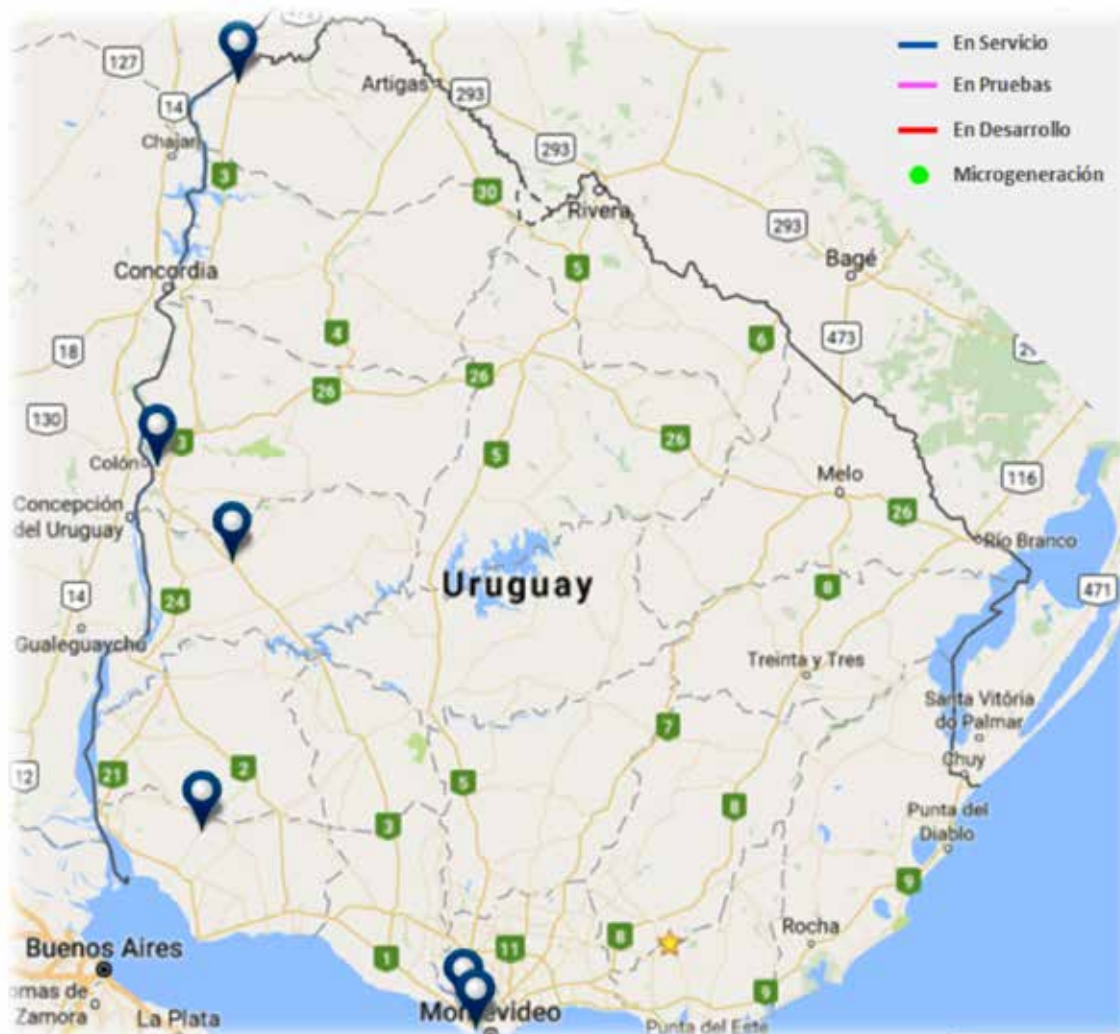 En Servicio
En Pruebas
En Desarrollo
Microgeneración
127
Artigas
293
14
Chajarí
293
3
30
Rivera
293
Bagé
5
Concordia
473
4
6
18
26
26
130
3
5
26
Colón
Melo
116
Concepción
del Uruguay
26
Río Branco
Uruguay
8
471
14
24
Gualeguaychú
Treinta y Tres
Santa Vitória
do Palmar
7
12
21
2
5
Chuy
8
Punta del
Diablo
3
9
8
Rocha
Buenos Aires
1
11
9
omas de
Zamora
La Plata
Montevideo
Punta del Este